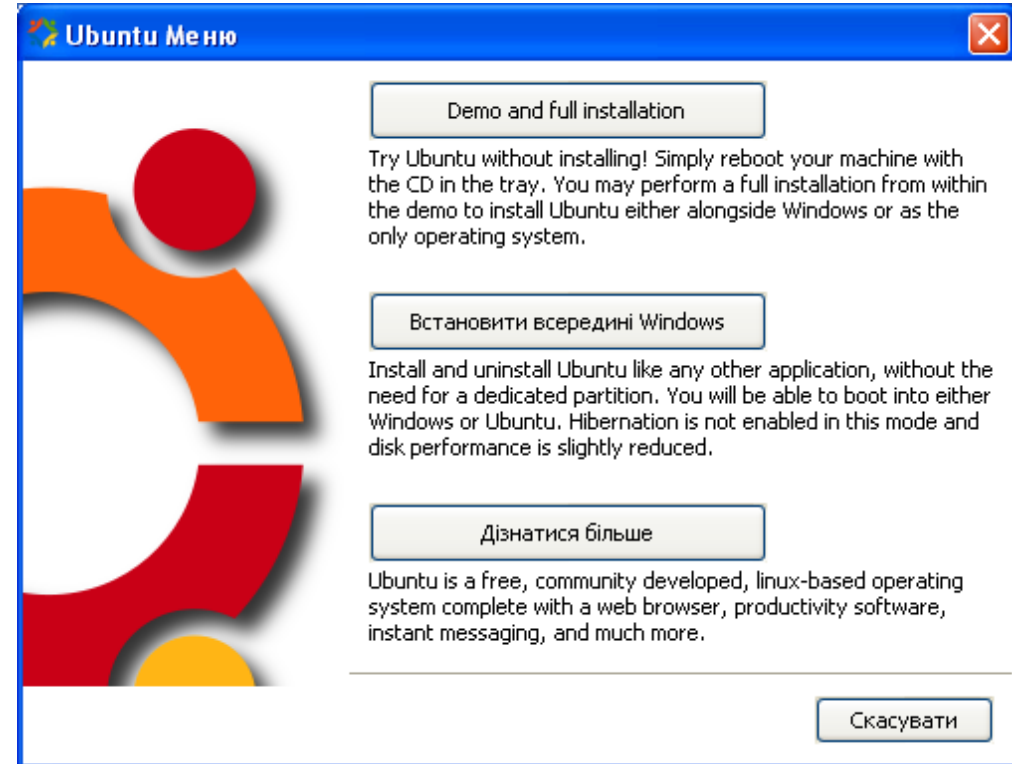 Ubuntu Меню
Demo and full installation
Try Ubuntu without installing! Simply reboot your machine with
the CD in the tray. You may perform a full installation from within
the demo to install Ubuntu either alongside Windows or as the
only operating system.
Встановити всередині Windows
Install and uninstall Ubuntu like any other application, without the
need for a dedicated partition. You will be able to boot into either
Windows or Ubuntu. Hibernation is not enabled in this mode and
disk performance is slightly reduced.
Дізнатися більше
Ubuntu is a free, community developed, linux-based operating
system complete with a web browser, productivity software,
instant messaging, and much more.
Скасувати